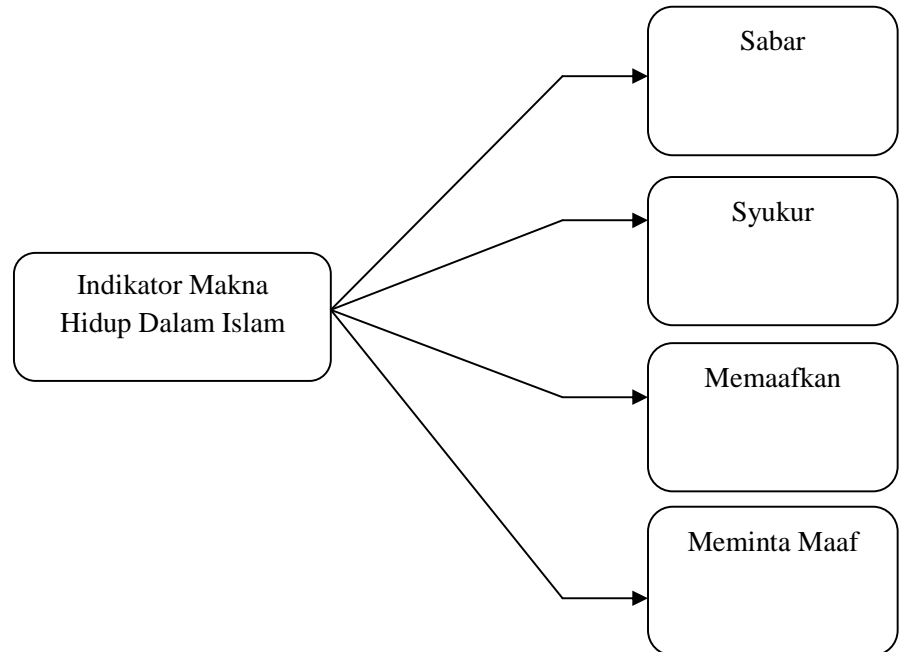 Indikator Makna
Hidup Dalam Islam
Sabar
Syukur
Memaafkan
Meminta Maaf